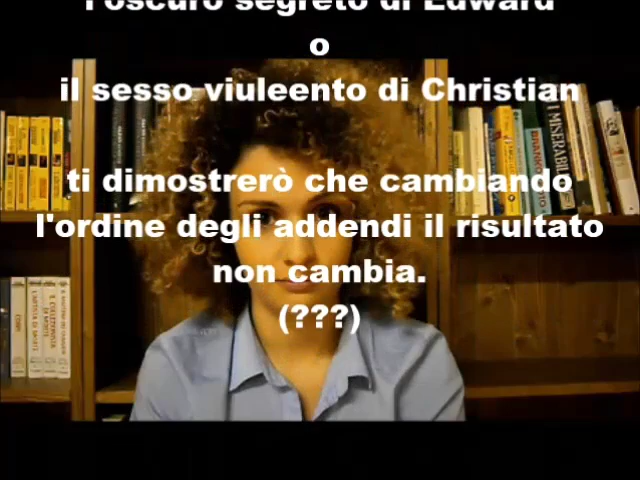 l'oscuro segreto di Edward
o
il sesso viuleento di Christian
ti dimostrerò che cambiando
l'ordine degli addendi il risultato
non cambia.
(???)
I MISERABILI